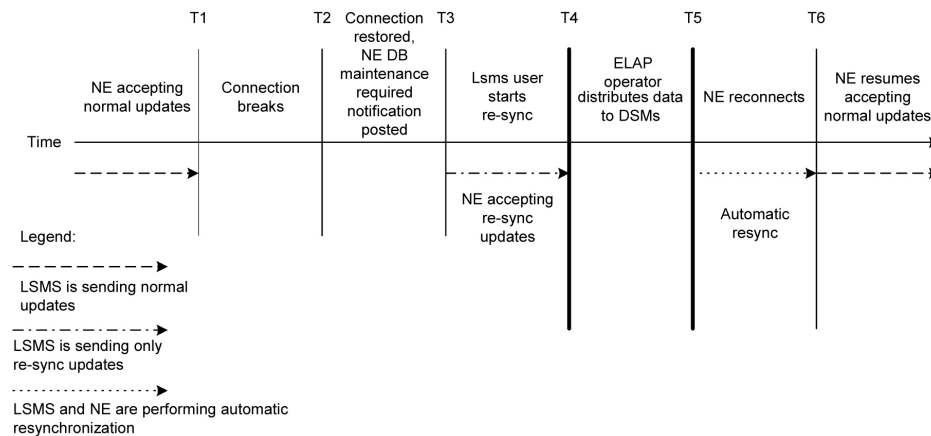 T1
T2
T3
T4
T5
T6
NE accepting
normal updates
Connection
breaks
Connection
restored,
NE DB
maintenance
required
notification
posted
Lsms user
starts
re-sync
ELAP
operator
distributes data
to DSMs
NE reconnects
NE resumes
accepting
normal updates
Time
NE accepting
re-sync
updates
Automatic
resync
Legend:
LSMS is sending normal
updates
LSMS is sending only
re-sync updates
LSMS and NE are performing automatic
resynchronization